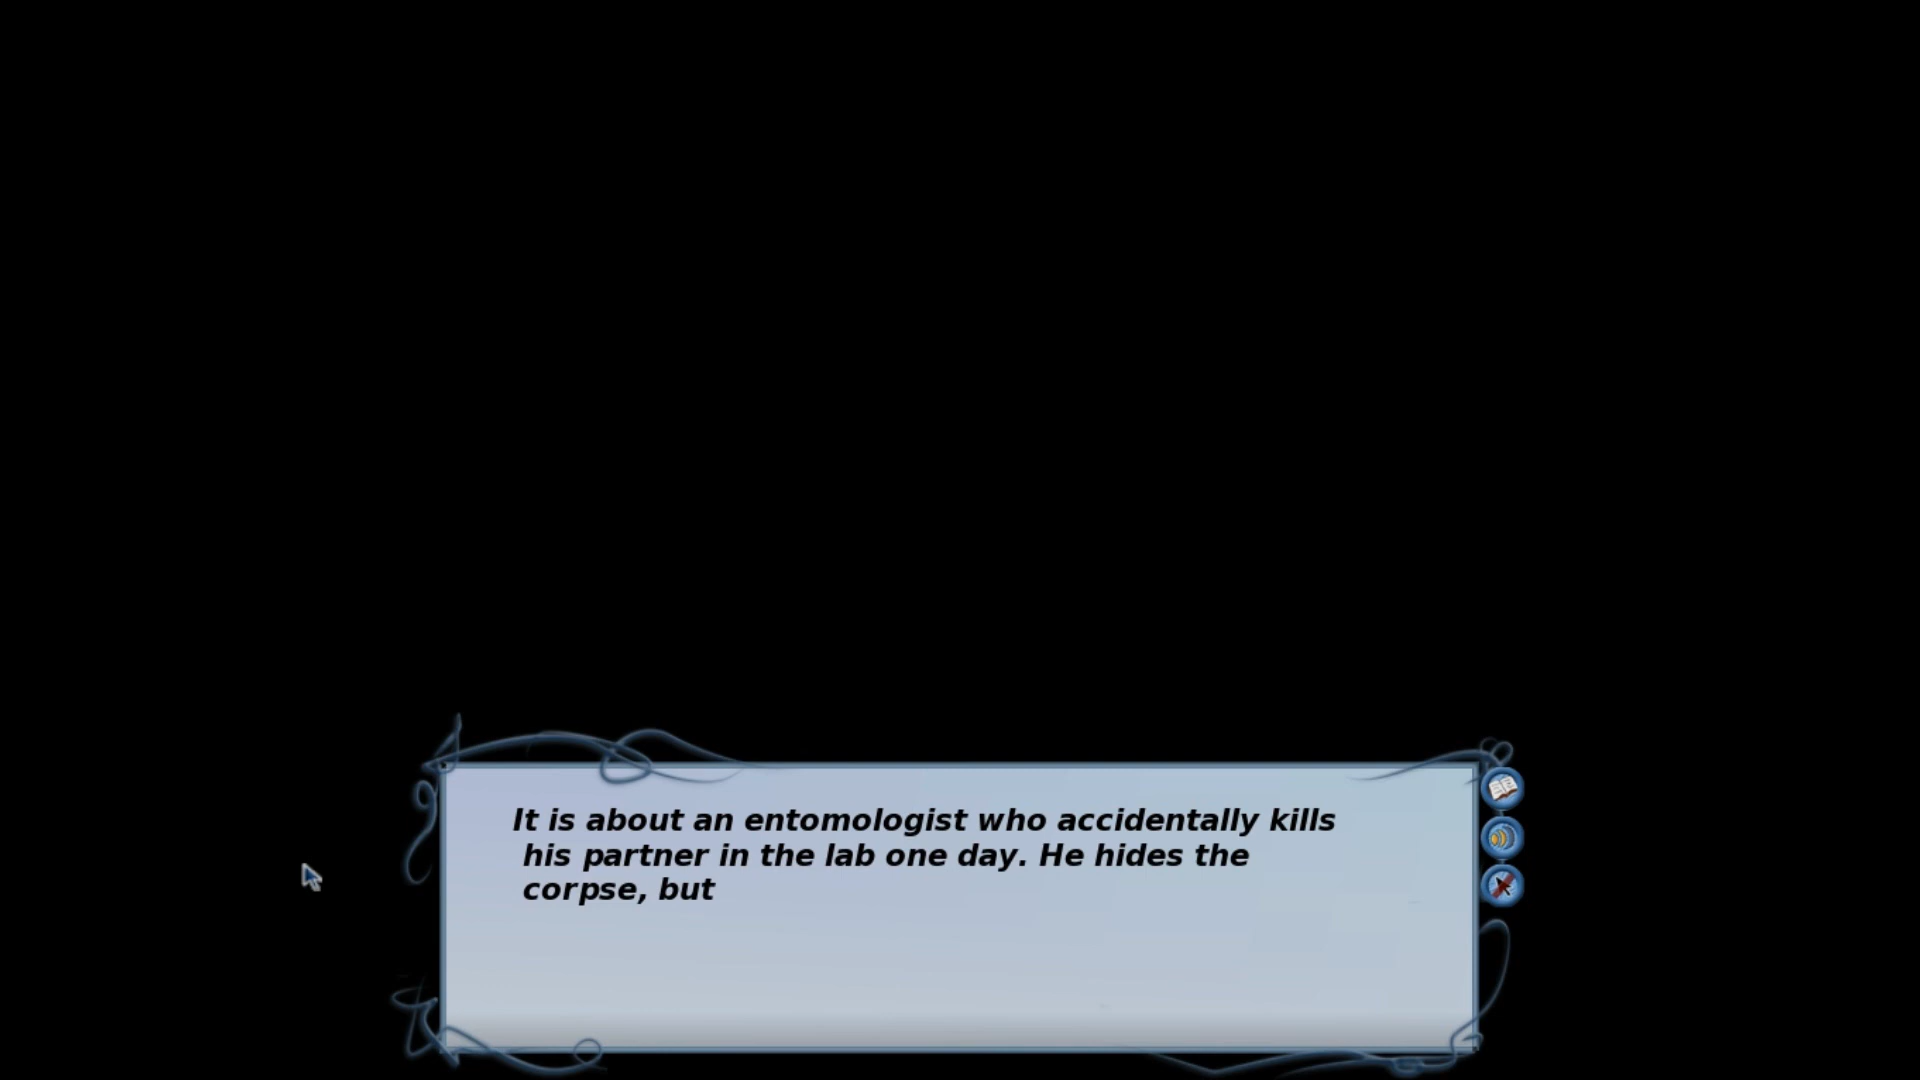 It is about an entomologist who accidentally kills
his partner in the lab one day. He hides the
corpse, but